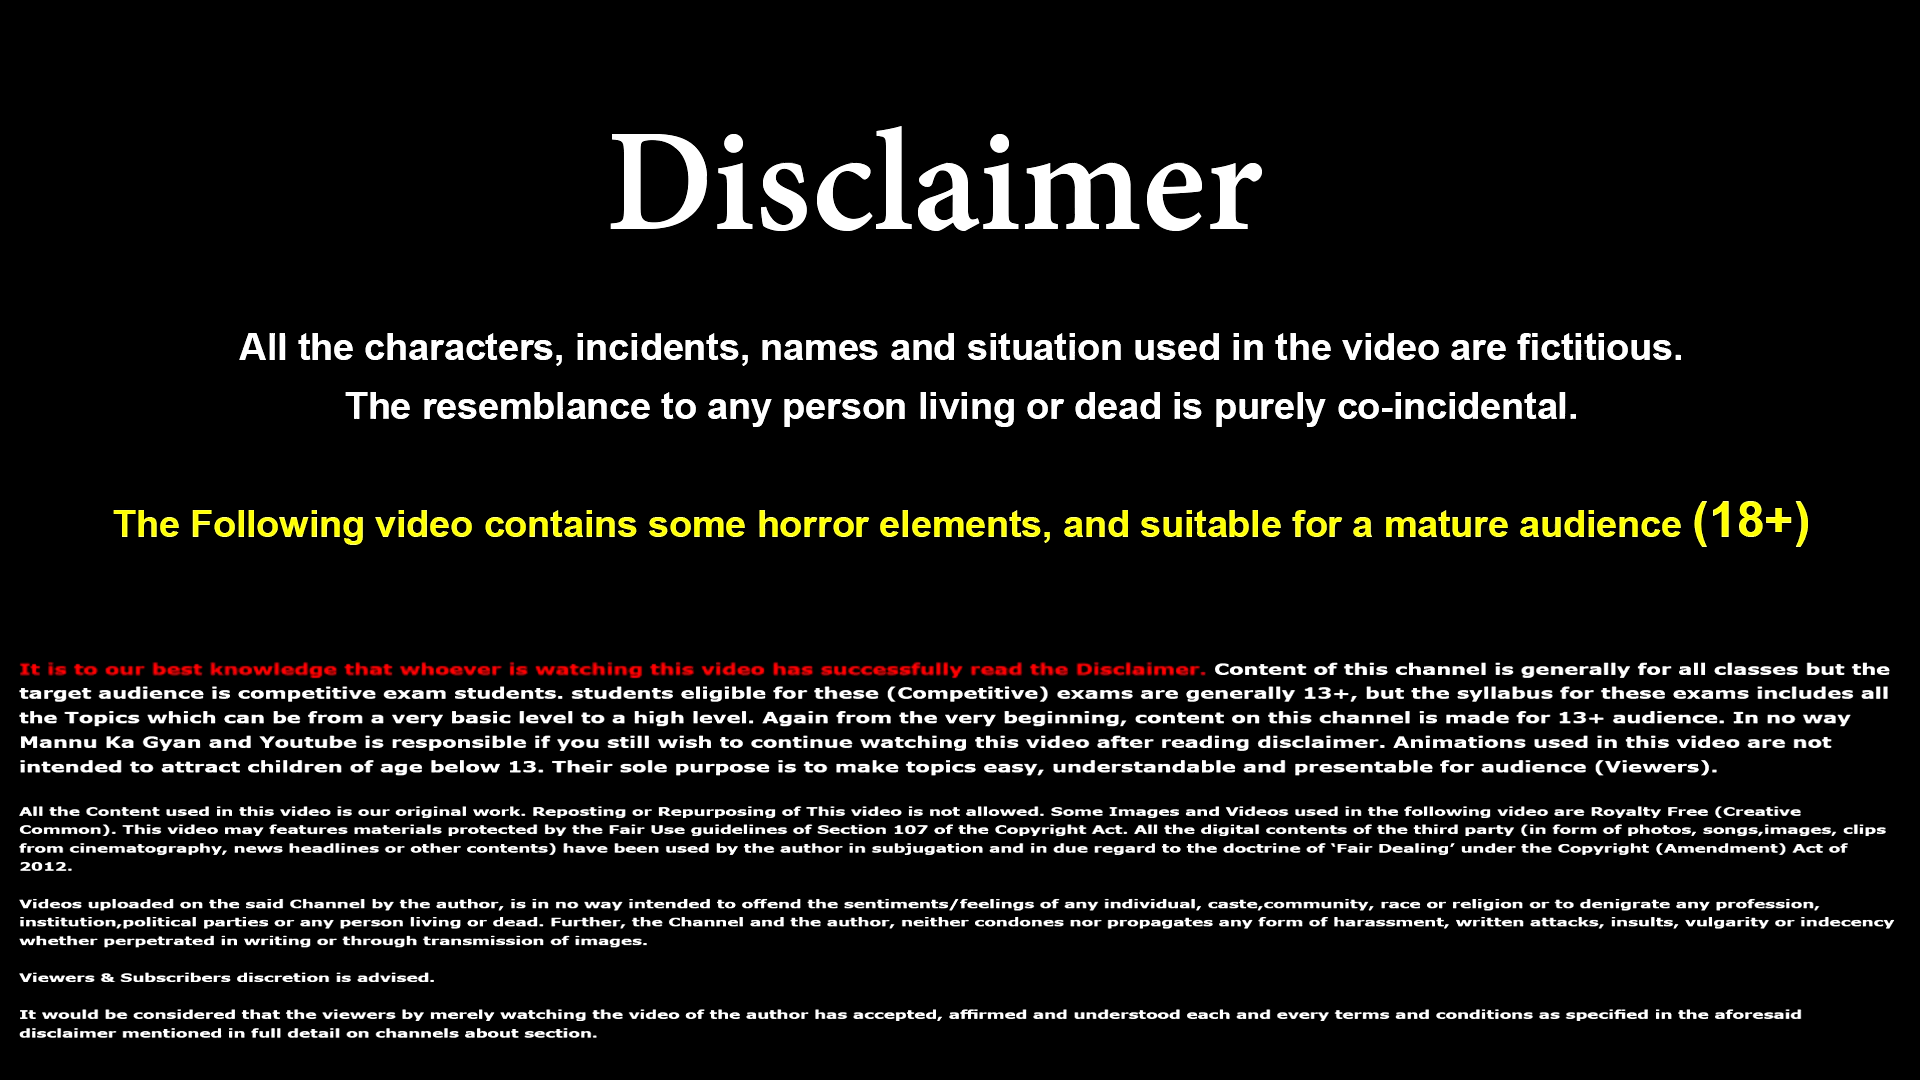 Disclaimer
All the characters, incidents, names and situation used in the video are fictitious.
The resemblance to any person living or dead is purely co-incidental.
The Following video contains some horror elements, and suitable for a mature audience (18+)
It is to our best knowledge that whoever is watching this video has successfully read the Disclaimer. Content of this channel is generally for all classes but the
target audience is competitive exam students. students eligible for these (Competitive) exams are generally 13+, but the syllabus for these exams includes all
the Topics which can be from a very basic level to a high level. Again from the very beginning, content on this channel is made for 13+ audience. In no way
Mannu Ka Gyan and Youtube is responsible if you still wish to continue watching this video after reading disclaimer. Animations used in this video are not
intended to attract children of age below 13. Their sole purpose is to make topics easy, understandable and presentable for audience (Viewers).
All the Content used in this video is our original work. Reposting or Repurposing of This video is not allowed. Some Images and Videos used in the following video are Royalty Free (Creative
Common). This video may features materials protected by the Fair Use guidelines of Section 107 of the Copyright Act. All the digital contents of the third party (in form of photos, songs,images, clips
from cinematography, news headlines or other contents) have been used by the author in subjugation and in due regard to the doctrine of ‘Fair Dealing’ under the Copyright (Amendment) Act of
2012.
Videos uploaded on the said Channel by the author, is in no way intended to offend the sentiments/feelings of any individual, caste,community, race or religion or to denigrate any profession,
institution,political parties or any person living or dead. Further, the Channel and the author, neither condones nor propagates any form of harassment, written attacks, insults, vulgarity or indecency
whether perpetrated in writing or through transmission of images.
Viewers & Subscribers discretion is advised.
It would be considered that the viewers by merely watching the video of the author has accepted, affirmed and understood each and every terms and conditions as specified in the aforesaid
disclaimer mentioned in full detail on channels about section.